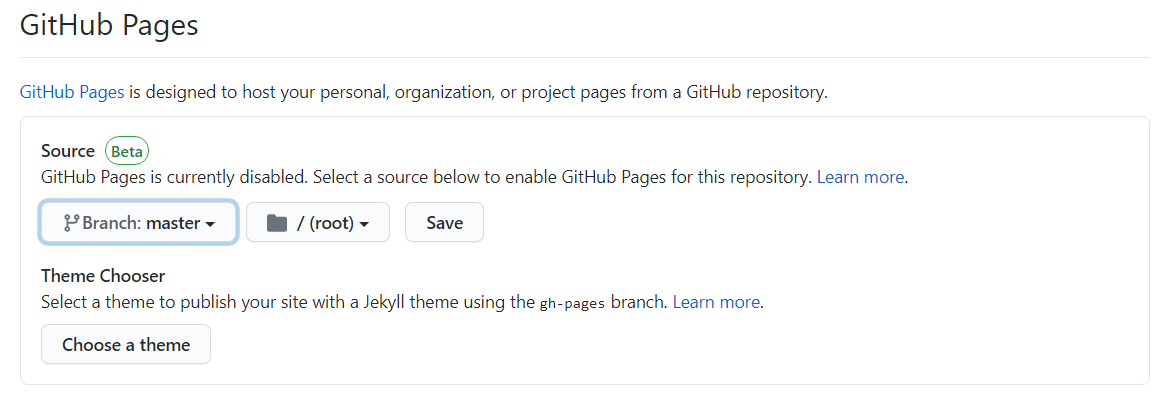 GitHub Pages
GitHub Pages is designed to host your personal, organization, or project pages from a GitHub repository.
Source Beta
GitHub Pages is currently disabled. Select a source below to enable GitHub Pages for this repository. Learn more.
Branch: master / (root) Save
Theme Chooser
Select a theme to publish your site with a Jekyll theme using the gh-pages branch. Learn more.
Choose a theme